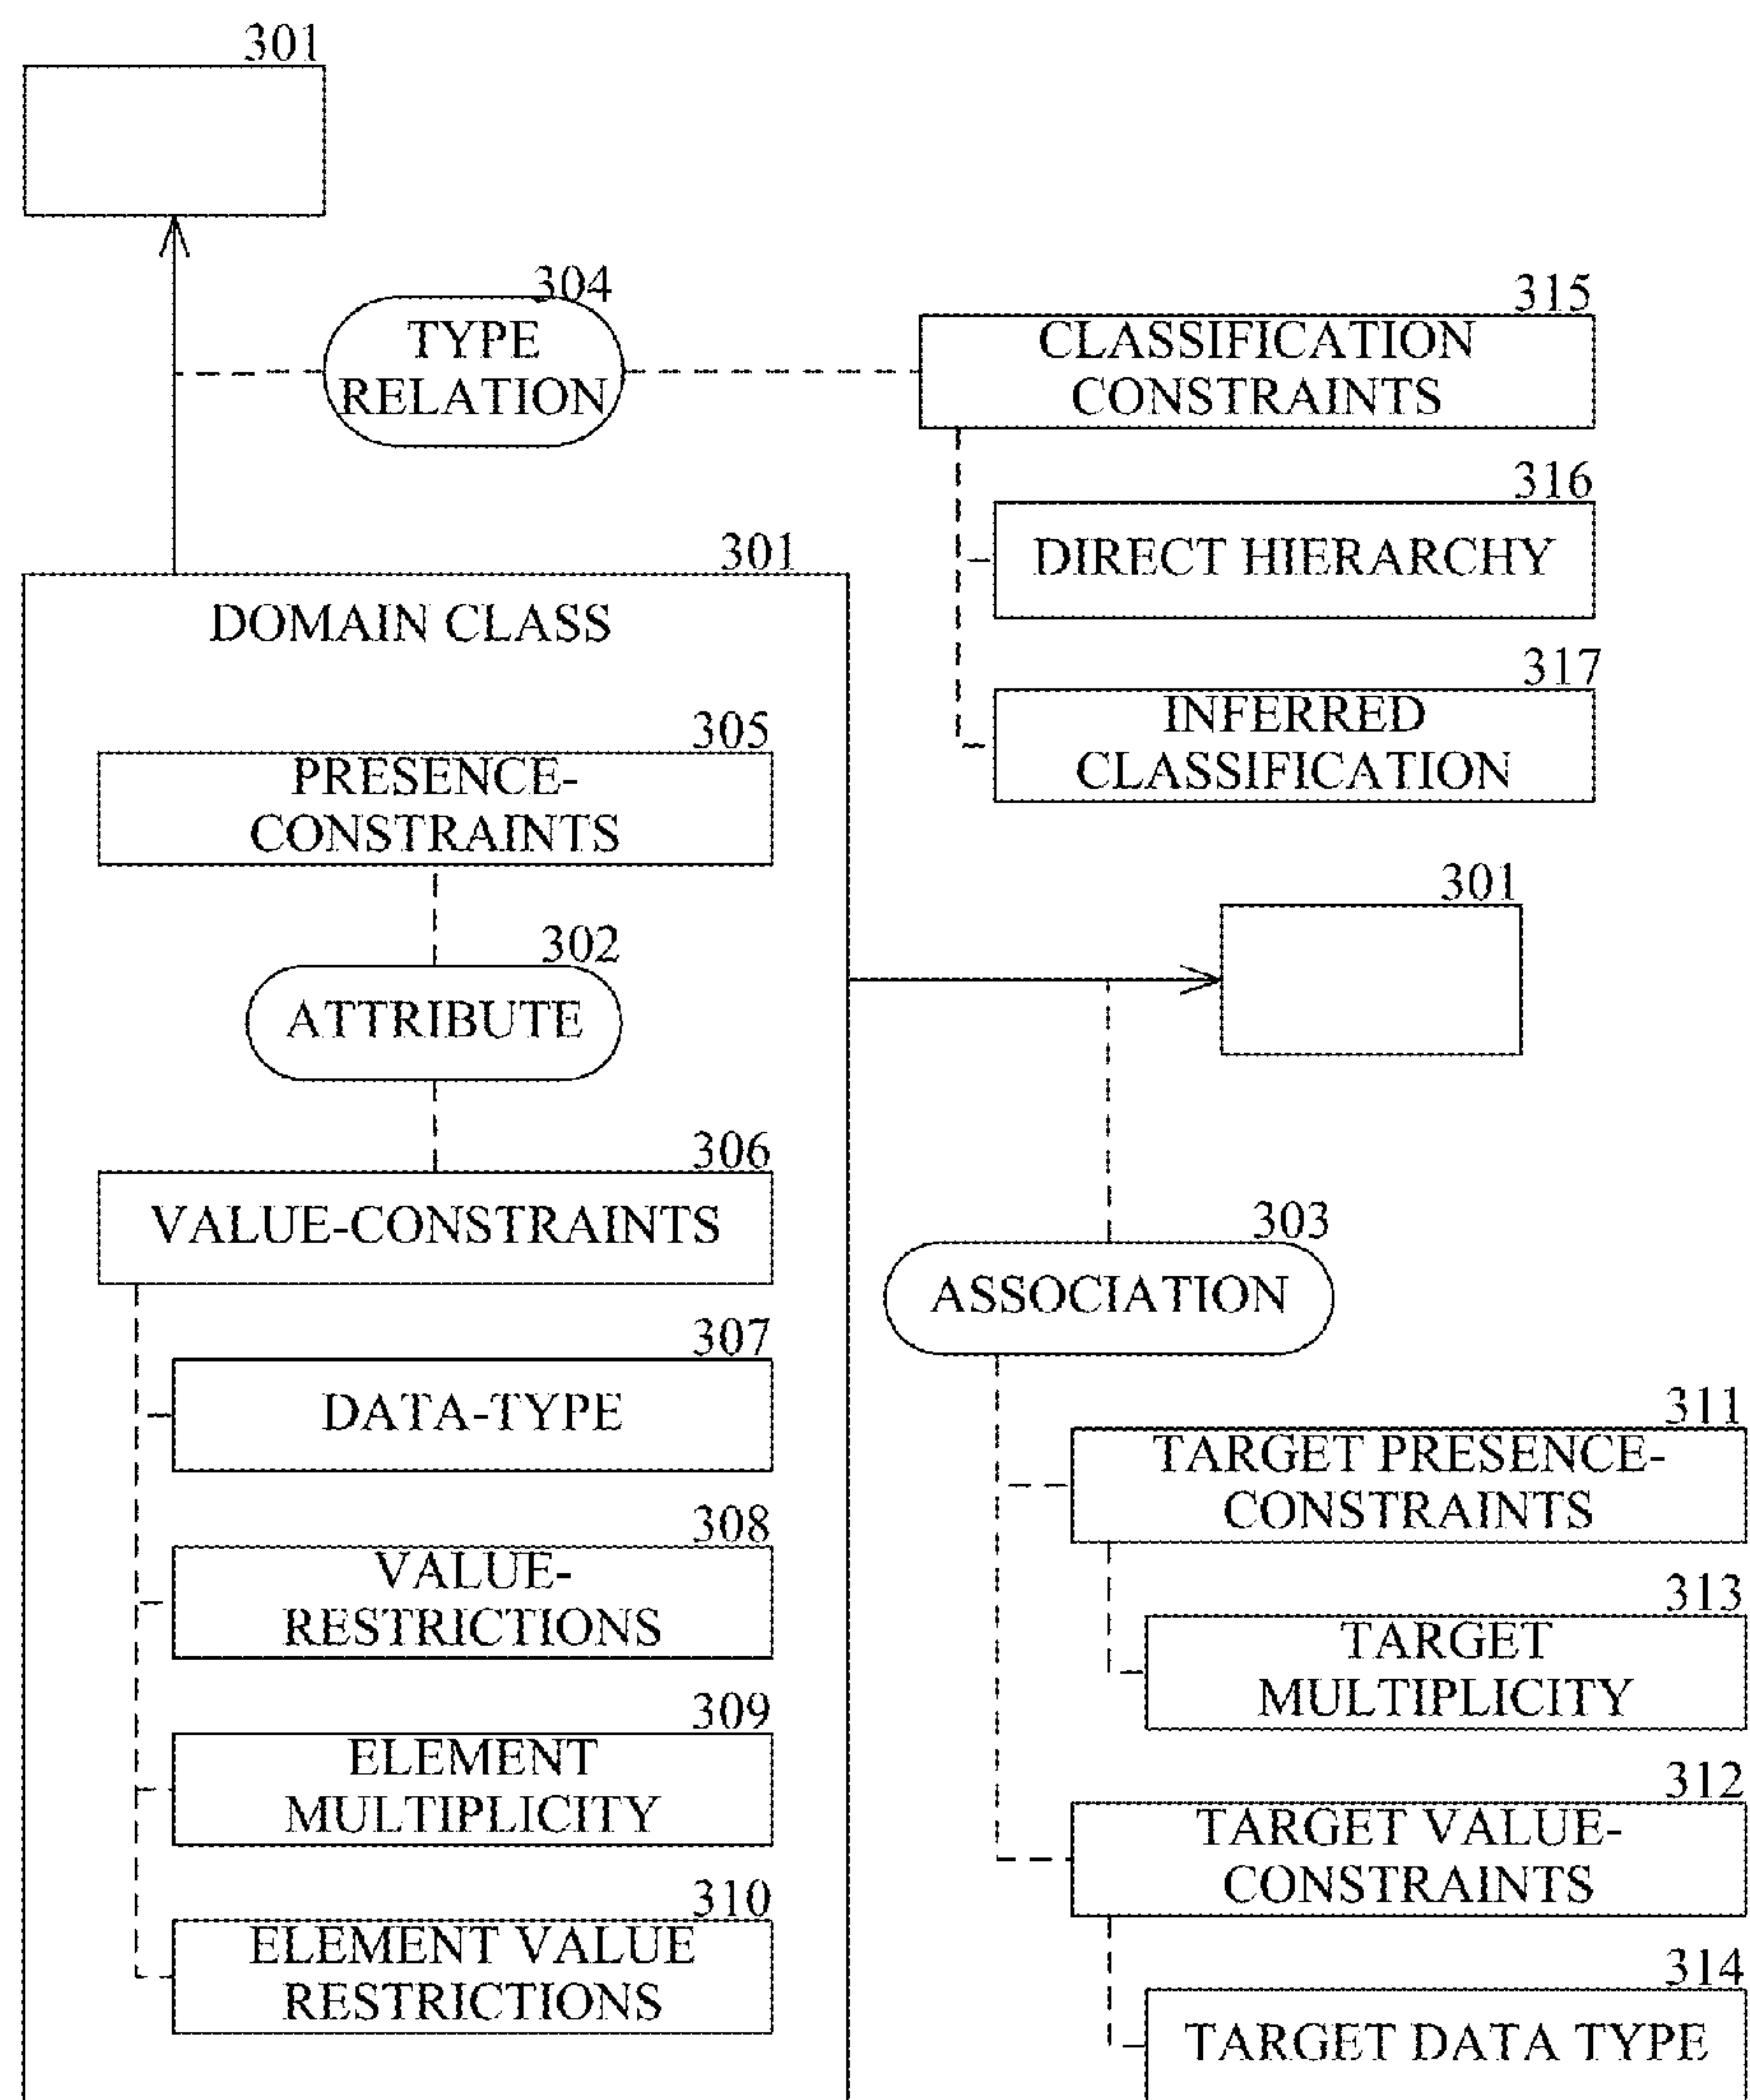 301
304
TYPE
RELATION
315
CLASSIFICATION
CONSTRAINTS
316
DIRECT HIERARCHY
317
INFERRED
CLASSIFICATION
301
DOMAIN CLASS
305
PRESENCE-
CONSTRAINTS
302
ATTRIBUTE
306
VALUE-CONSTRAINTS
307
DATA-TYPE
308
VALUE-
RESTRICTIONS
309
ELEMENT
MULTIPLICITY
310
ELEMENT VALUE
RESTRICTIONS
301
303
ASSOCIATION
311
TARGET PRESENCE-
CONSTRAINTS
313
TARGET
MULTIPLICITY
312
TARGET VALUE-
CONSTRAINTS
314
TARGET DATA TYPE